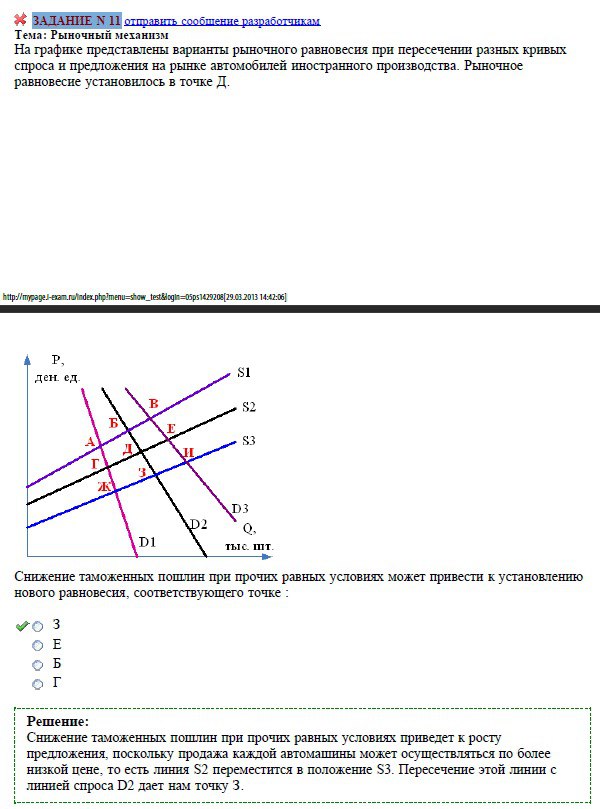 ЗАДАНИЕ N 11 отправить сообщение разработчикам
Тема: Рыночный механизм
На графике представлены варианты рыночного равновесия при пересечении разных кривых
спроса и предложения на рынке автомобилей иностранного производства. Рыночное
равновесие установилось в точке Д.
http://mypage.i-exam.ru/index.php?menu=show_test&login=05ps1429208[29.03.2013 14:42:06]
P,
ден. ед.
S1
S2
S3
В
Б
Е
А
Д
И
Г
З
Ж
D3
D2
Q,
D1
тыс. шт.
Снижение таможенных пошлин при прочих равных условиях может привести к установлению
нового равновесия, соответствующего точке :
З
Е
Б
Г
Решение:
Снижение таможенных пошлин при прочих равных условиях приведет к росту
предложения, поскольку продажа каждой автомашины может осуществляться по более
низкой цене, то есть линия S2 переместится в положение S3. Пересечение этой линии с
линией спроса D2 дает нам точку З.